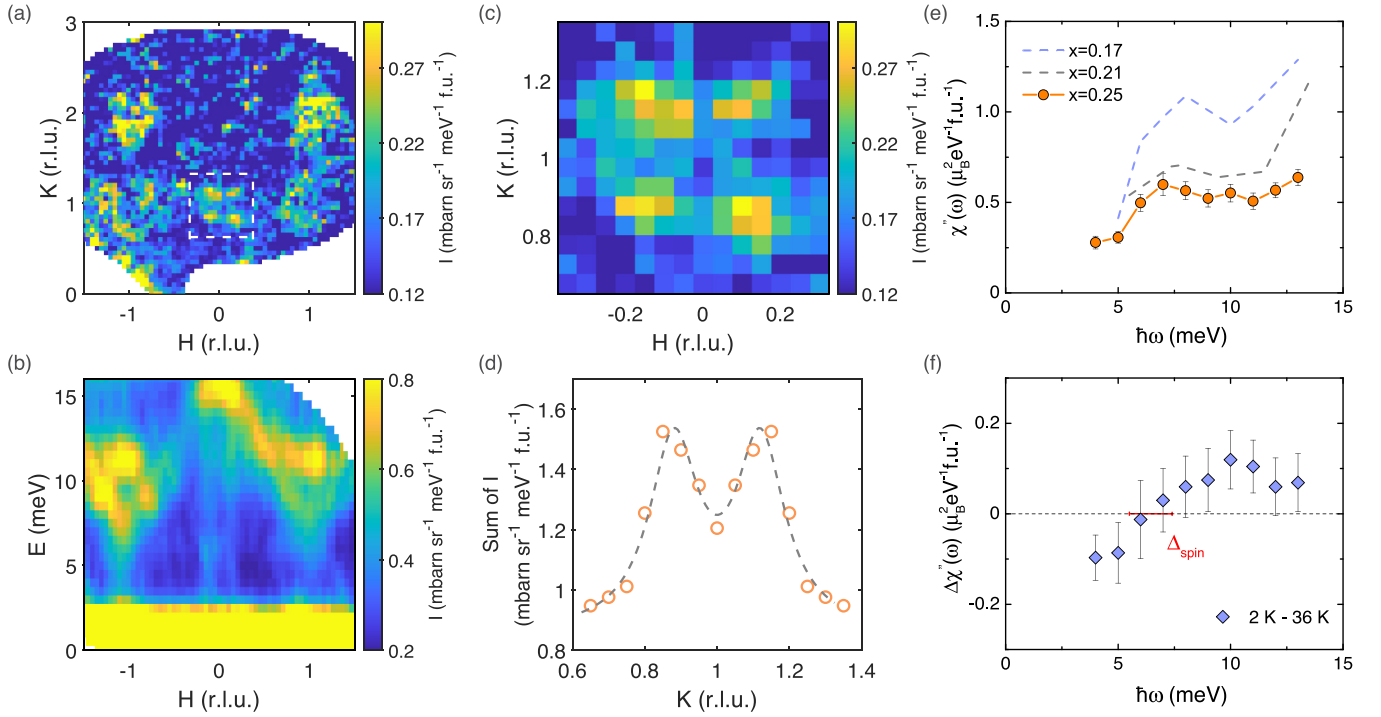 (a)
3
2
1
0
K (r.l.u.)
-1
0
1
H (r.l.u.)
0.27
0.22
0.17
0.12
I (mbarn sr⁻¹ meV⁻¹ f.u.⁻¹)
(b)
15
10
5
0
E (meV)
-1
0
1
H (r.l.u.)
0.8
0.6
0.4
0.2
I (mbarn sr⁻¹ meV⁻¹ f.u.⁻¹)
(c)
1.2
1
0.8
K (r.l.u.)
-0.2
0
0.2
H (r.l.u.)
0.27
0.22
0.17
0.12
I (mbarn sr⁻¹ meV⁻¹ f.u.⁻¹)
(d)
1.6
1.4
1.2
1.0
0.8
Sum of I
(mbarn sr⁻¹ meV⁻¹ f.u.⁻¹)
0.6
0.8
1
1.2
1.4
K (r.l.u.)
(e)
1.5
1.0
0.5
0.0
χ″(ω) (μ_B²eV⁻¹f.u.⁻¹)
x=0.17
x=0.21
x=0.25
0
5
10
15
ħω (meV)
(f)
0.2
0
-0.2
Δχ″(ω) (μ_B²eV⁻¹f.u.⁻¹)
Δ_spin
2 K - 36 K
0
5
10
15
ħω (meV)